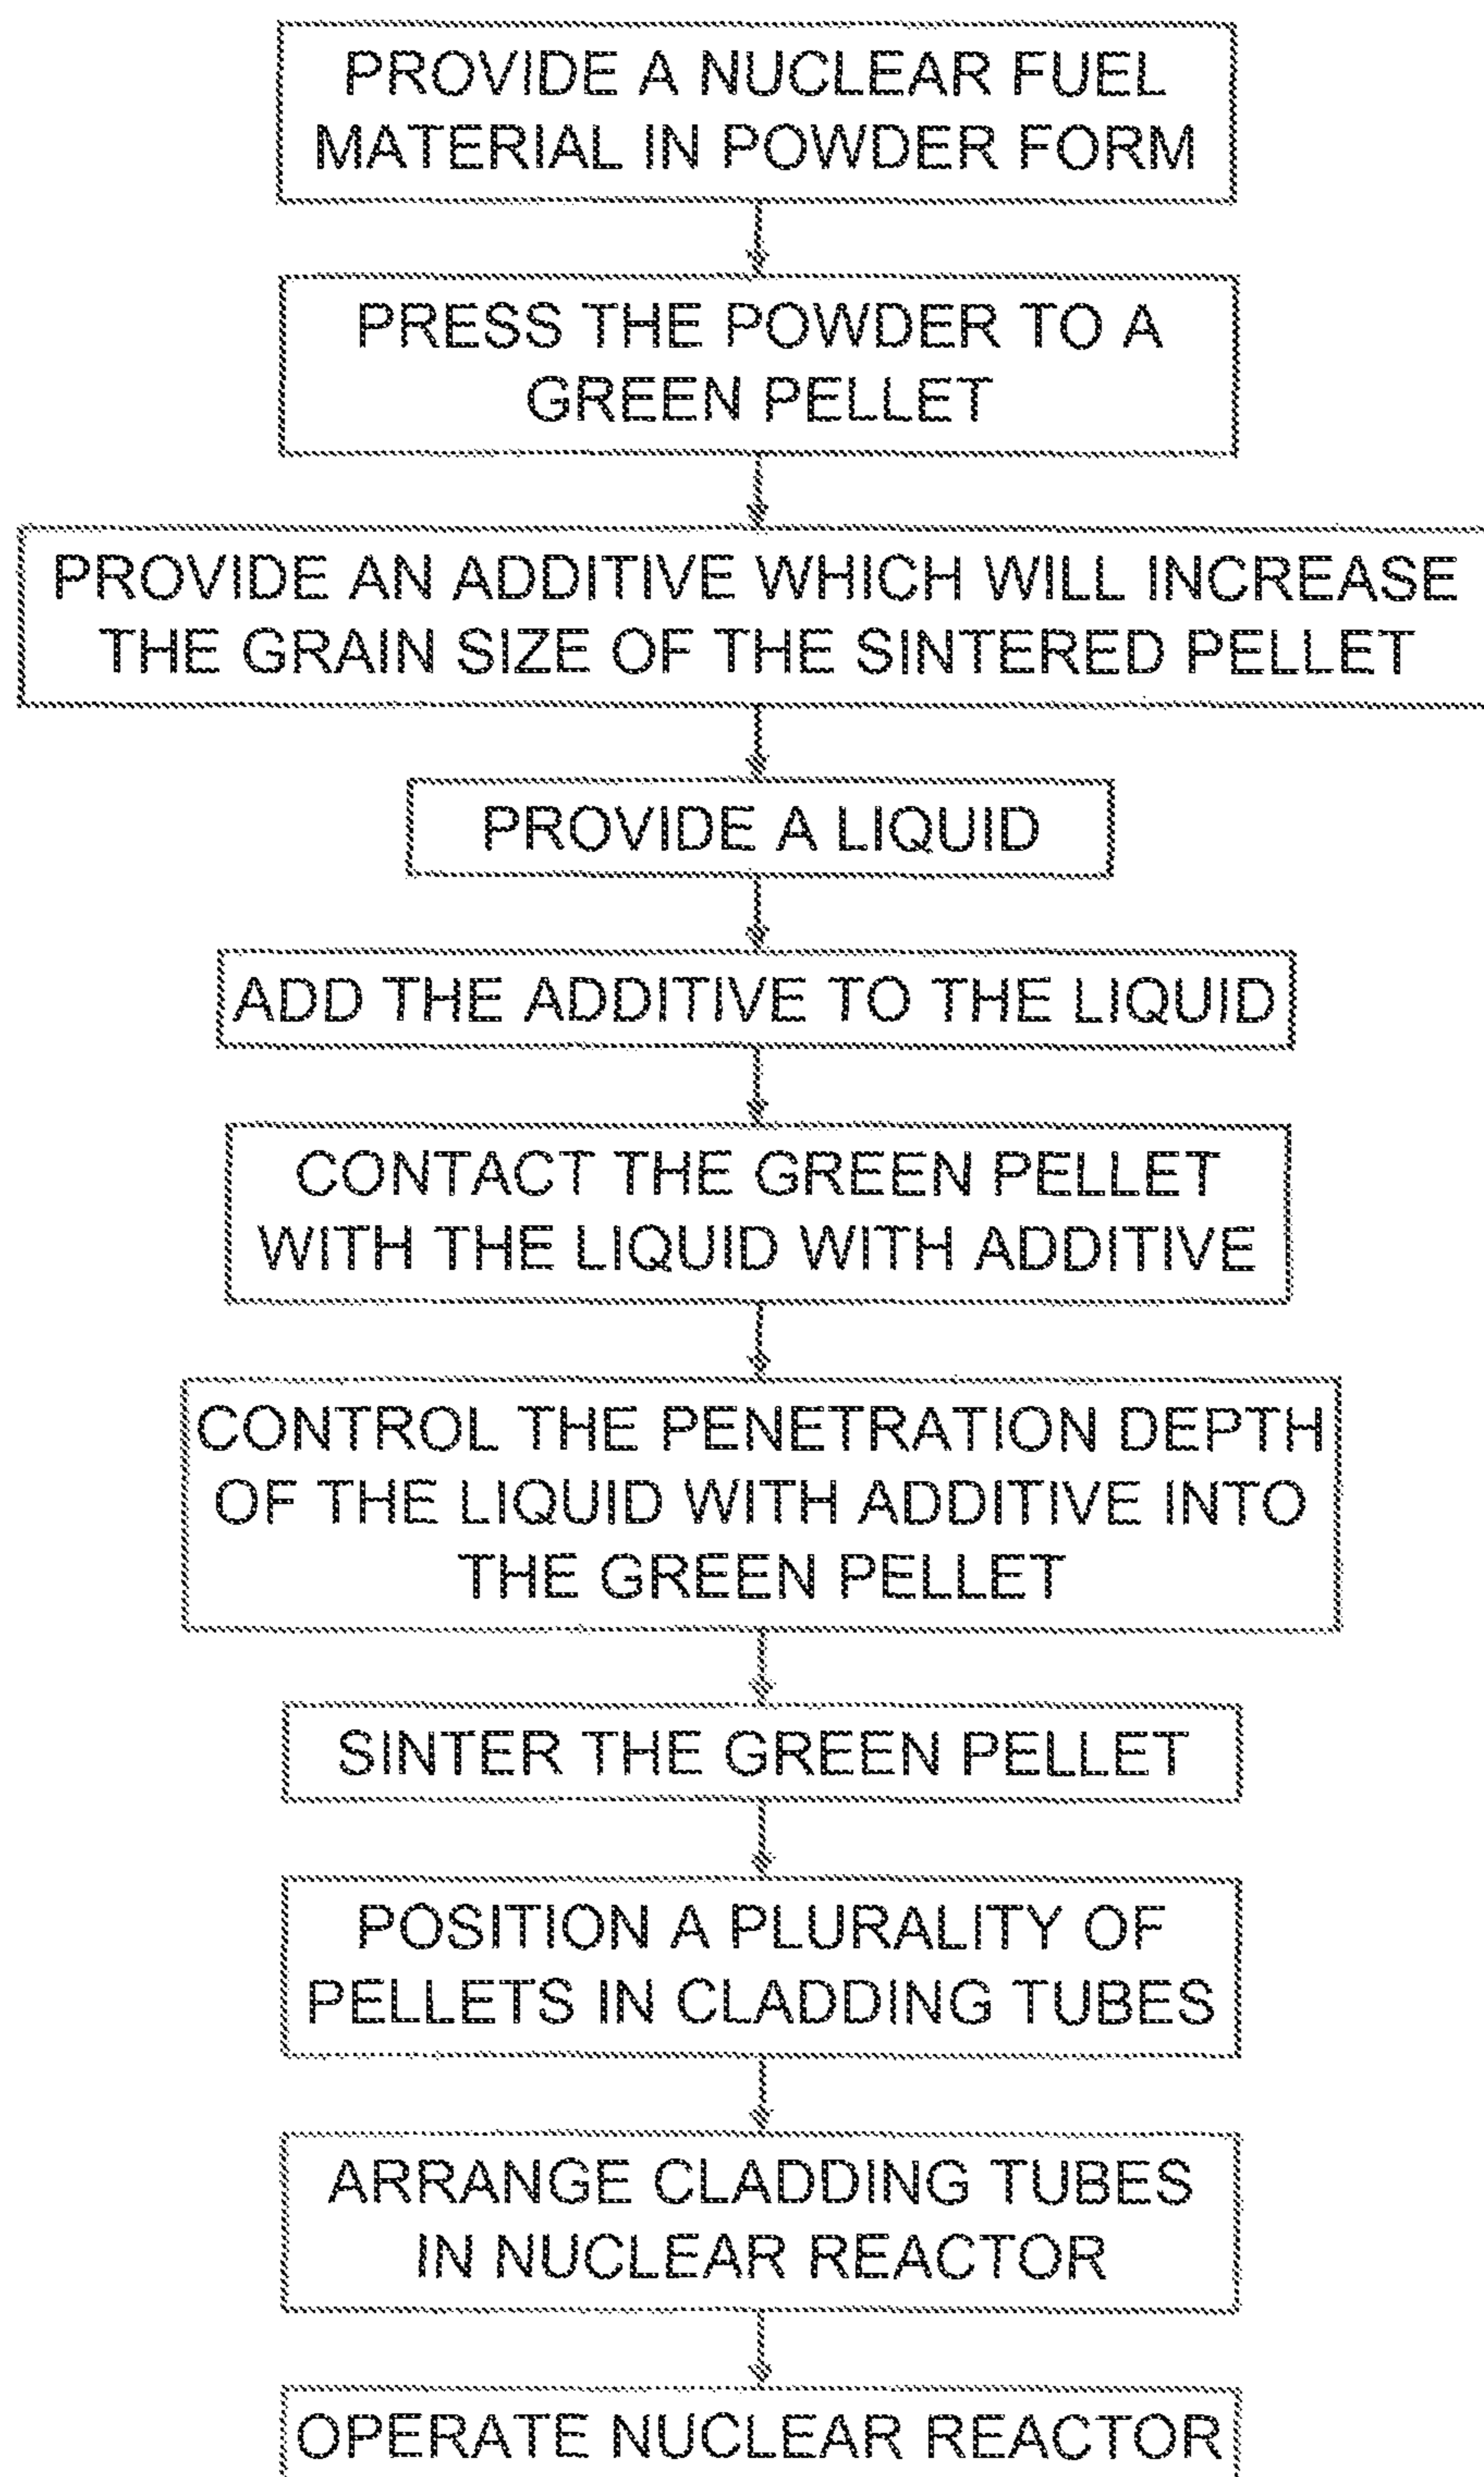 PROVIDE A NUCLEAR FUEL
MATERIAL IN POWDER FORM
PRESS THE POWDER TO A
GREEN PELLET
PROVIDE AN ADDITIVE WHICH WILL INCREASE
THE GRAIN SIZE OF THE SINTERED PELLET
PROVIDE A LIQUID
ADD THE ADDITIVE TO THE LIQUID
CONTACT THE GREEN PELLET
WITH THE LIQUID WITH ADDITIVE
CONTROL THE PENETRATION DEPTH
OF THE LIQUID WITH ADDITIVE INTO
THE GREEN PELLET
SINTER THE GREEN PELLET
POSITION A PLURALITY OF
PELLETS IN CLADDING TUBES
ARRANGE CLADDING TUBES
IN NUCLEAR REACTOR
OPERATE NUCLEAR REACTOR